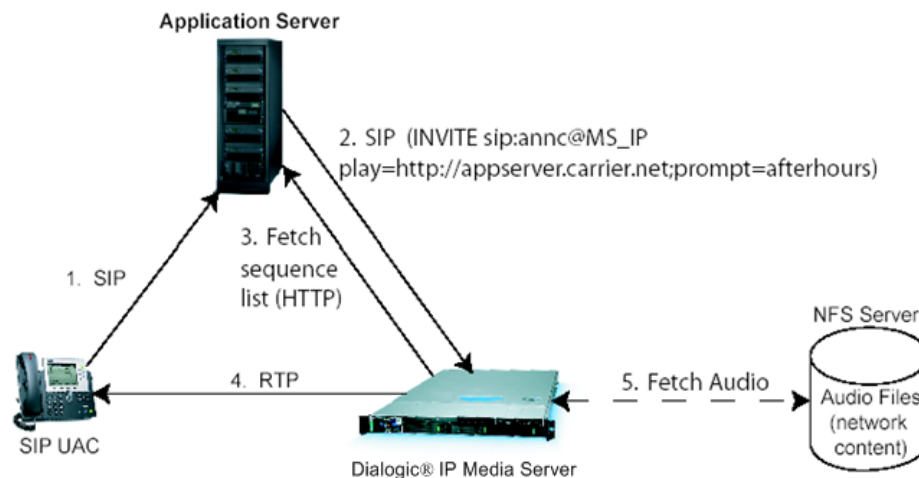 Application Server
2. SIP (INVITE sip:annc@MS_IP
play=http://appserver.carrier.net;prompt=afterhours)
3. Fetch
sequence
list (HTTP)
1. SIP
NFS Server
4. RTP
5. Fetch Audio
Audio Files
(network
content)
SIP UAC
Dialogic® IP Media Server